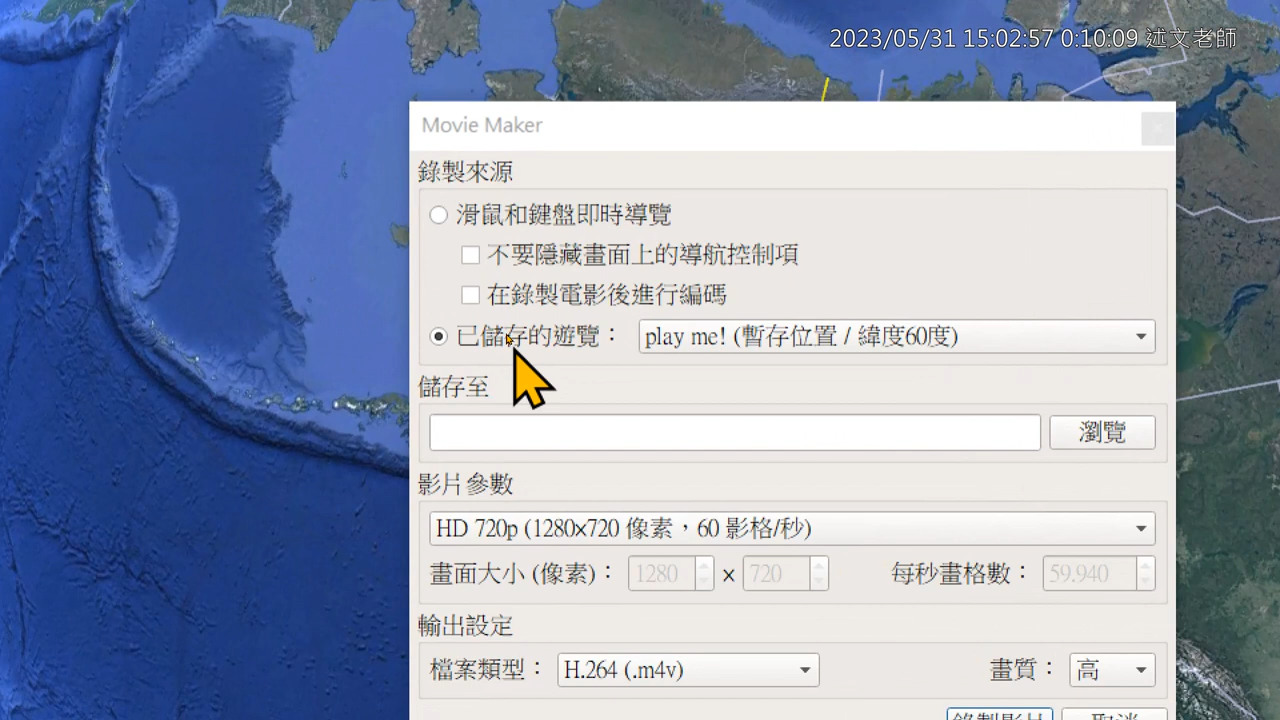 2023/05/31 15:02:57 0:10:09 述文老師
Movie Maker
錄製來源
滑鼠和鍵盤即時導覽
不要隱藏畫面上的導航控制項
在錄製電影後進行編碼
已儲存的遊覽： play me! (暫存位置 / 緯度60度)
儲存至
瀏覽
影片參數
HD 720p (1280×720 像素，60 影格/秒)
畫面大小 (像素)： 1280 x 720 每秒畫格數： 59.940
輸出設定
檔案類型： H.264 (.m4v) 畫質： 高
錄製影片 取消